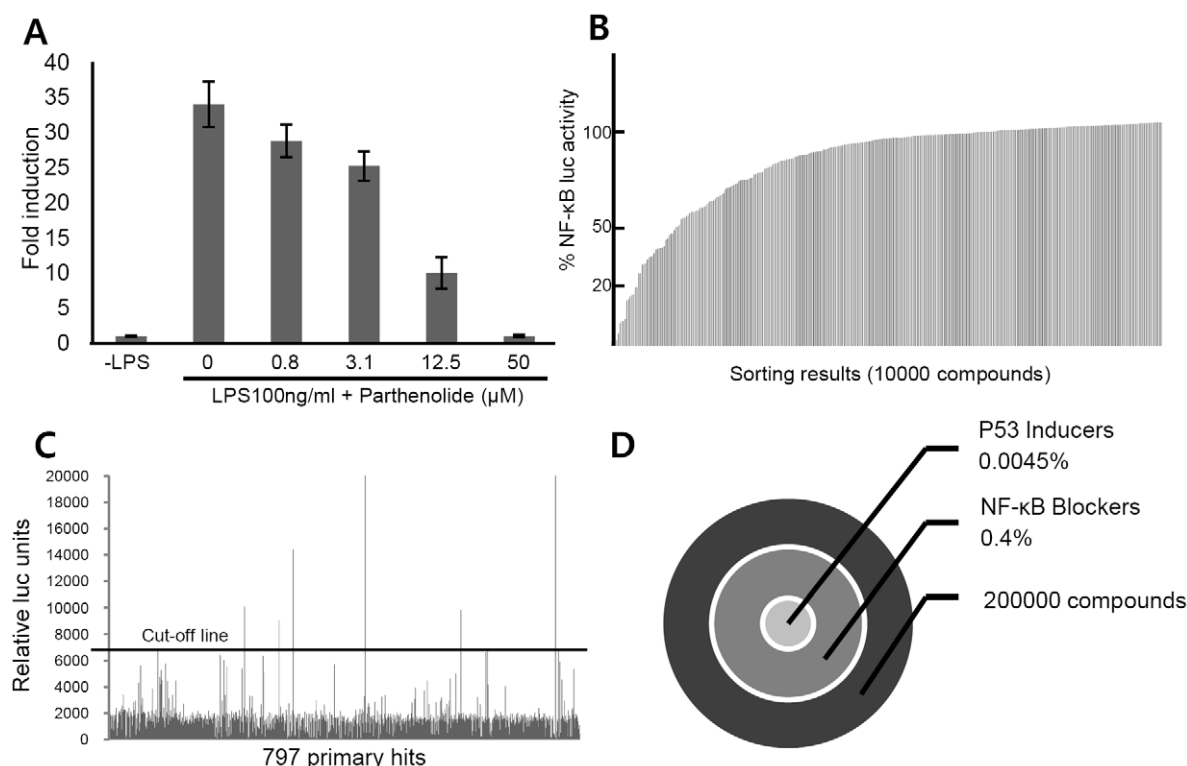 A
Fold induction
40
35
30
25
20
15
10
5
0
-LPS 0 0.8 3.1 12.5 50
LPS100ng/ml + Parthenolide (µM)
B
% NF-κB luc activity
100
50
20
Sorting results (10000 compounds)
C
Relative luc units
20000
18000
16000
14000
12000
10000
8000
6000
4000
2000
0
Cut-off line
797 primary hits
D
P53 Inducers
0.0045%
NF-κB Blockers
0.4%
200000 compounds